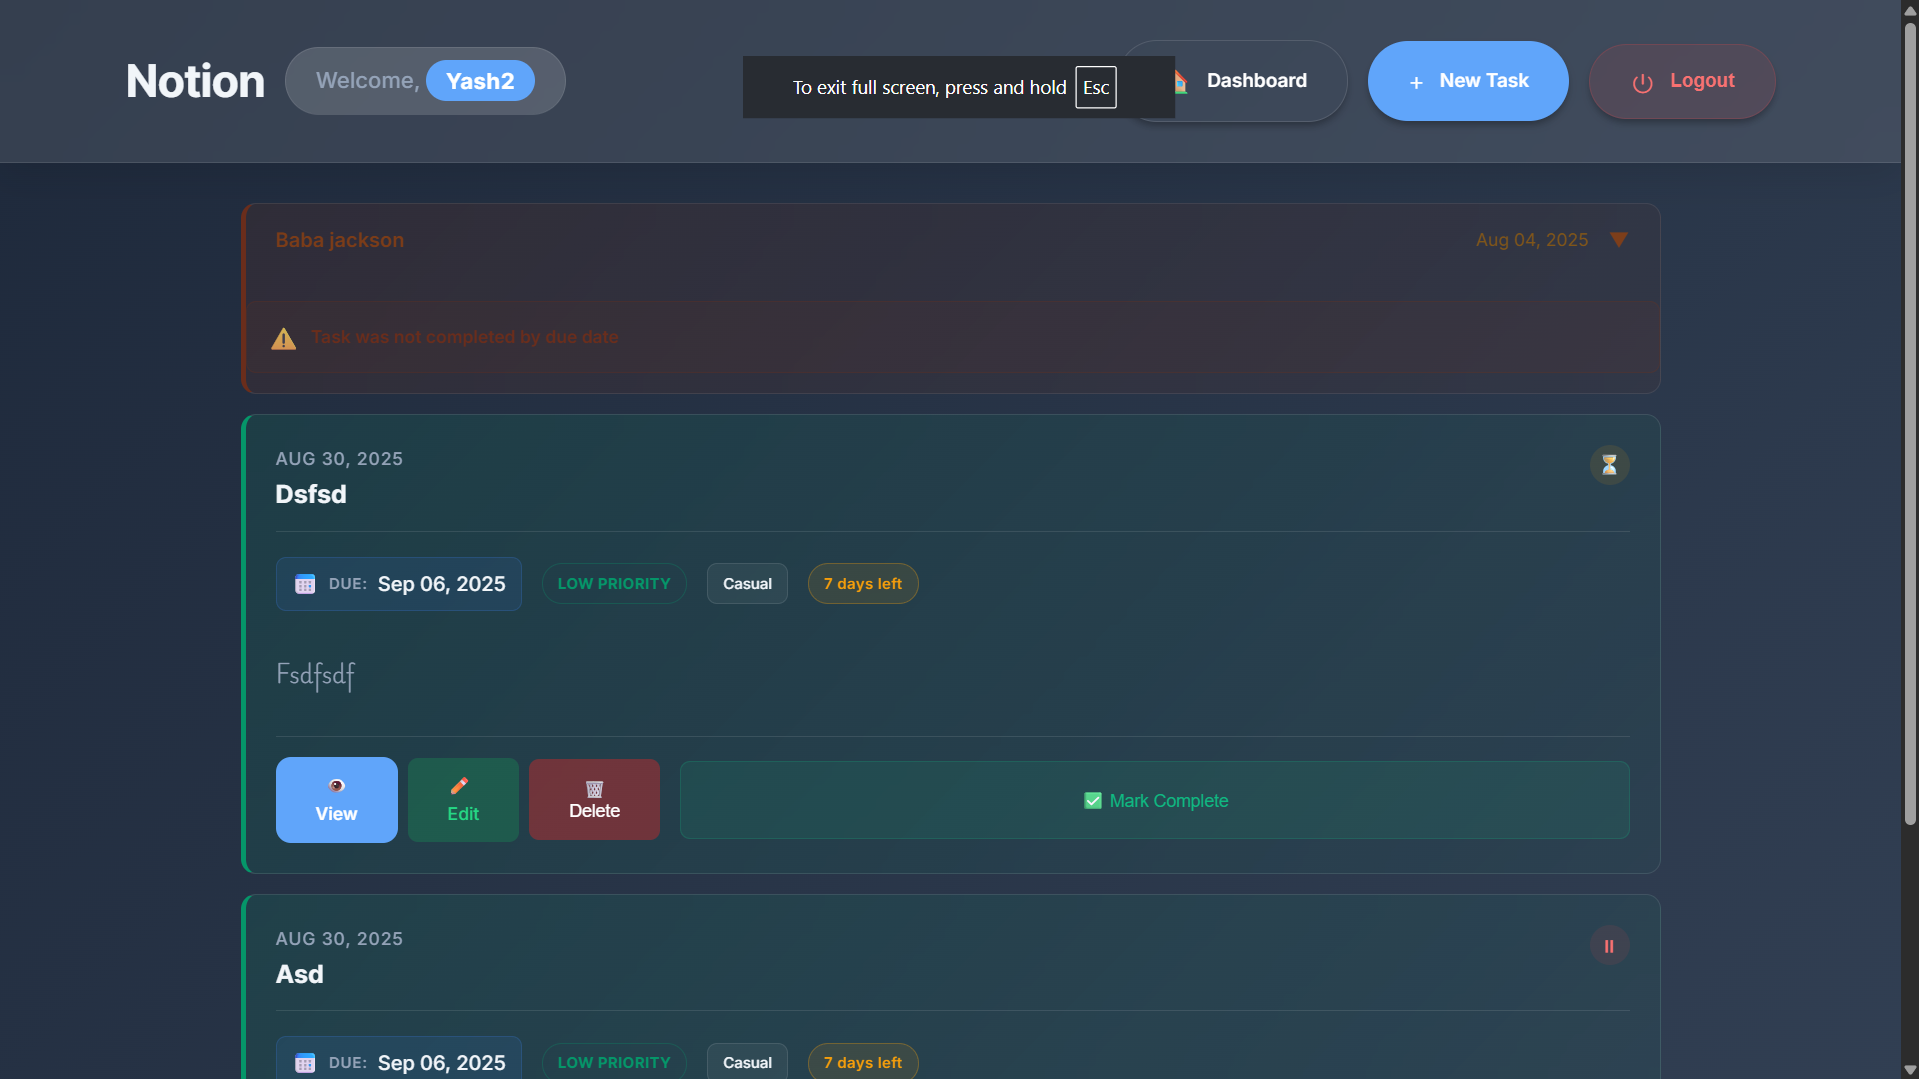 Notion
Welcome, Yash2
To exit full screen, press and hold Esc
Dashboard
+ New Task
Logout
Baba jackson
Aug 04, 2025
Task was not completed by due date
AUG 30, 2025
Dsfsd
DUE: Sep 06, 2025
LOW PRIORITY
Casual
7 days left
Fsdfsdf
View
Edit
Delete
Mark Complete
AUG 30, 2025
Asd
DUE: Sep 06, 2025
LOW PRIORITY
Casual
7 days left